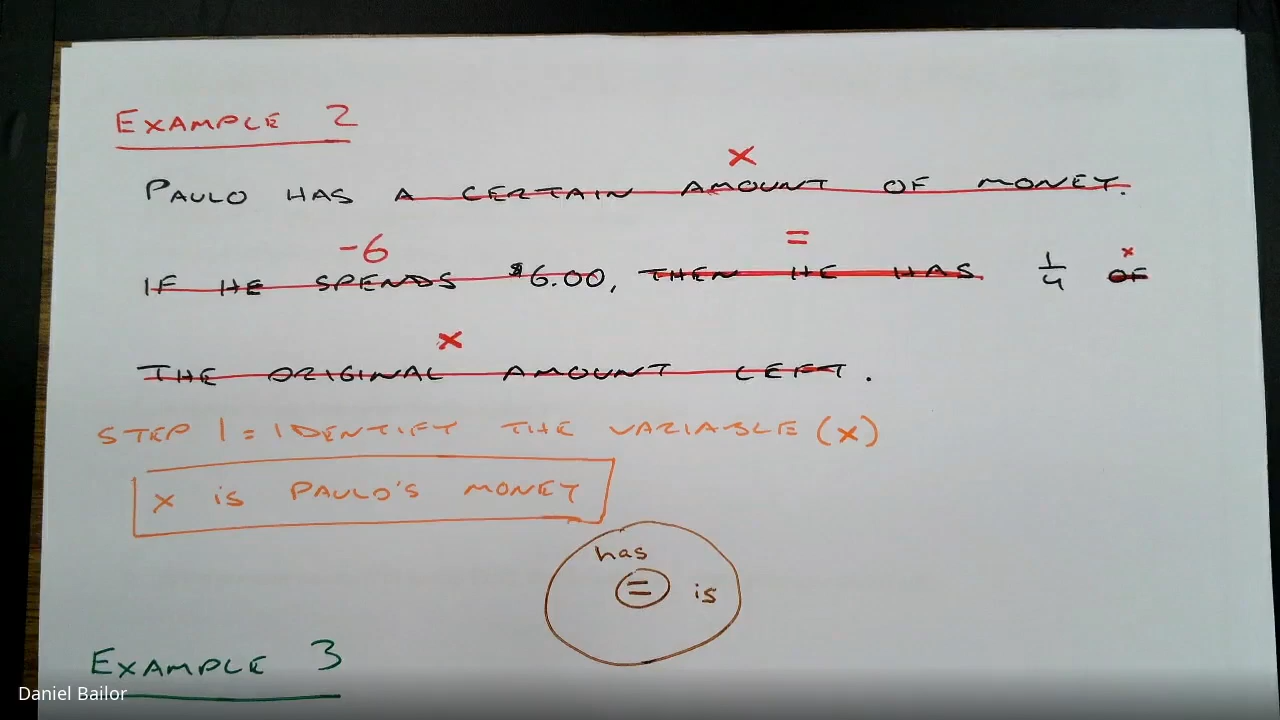 EXAMPLE 2
x
PAULO HAS A CERTAIN AMOUNT OF MONEY.
-6 = x
IF HE SPENDS $6.00, THEN HE HAS 1/4 OF
x
THE ORIGINAL AMOUNT LEFT.
STEP 1 = IDENTIFY THE VARIABLE (x)
x is PAULO'S MONEY
has
= is
EXAMPLE 3
Daniel Bailor